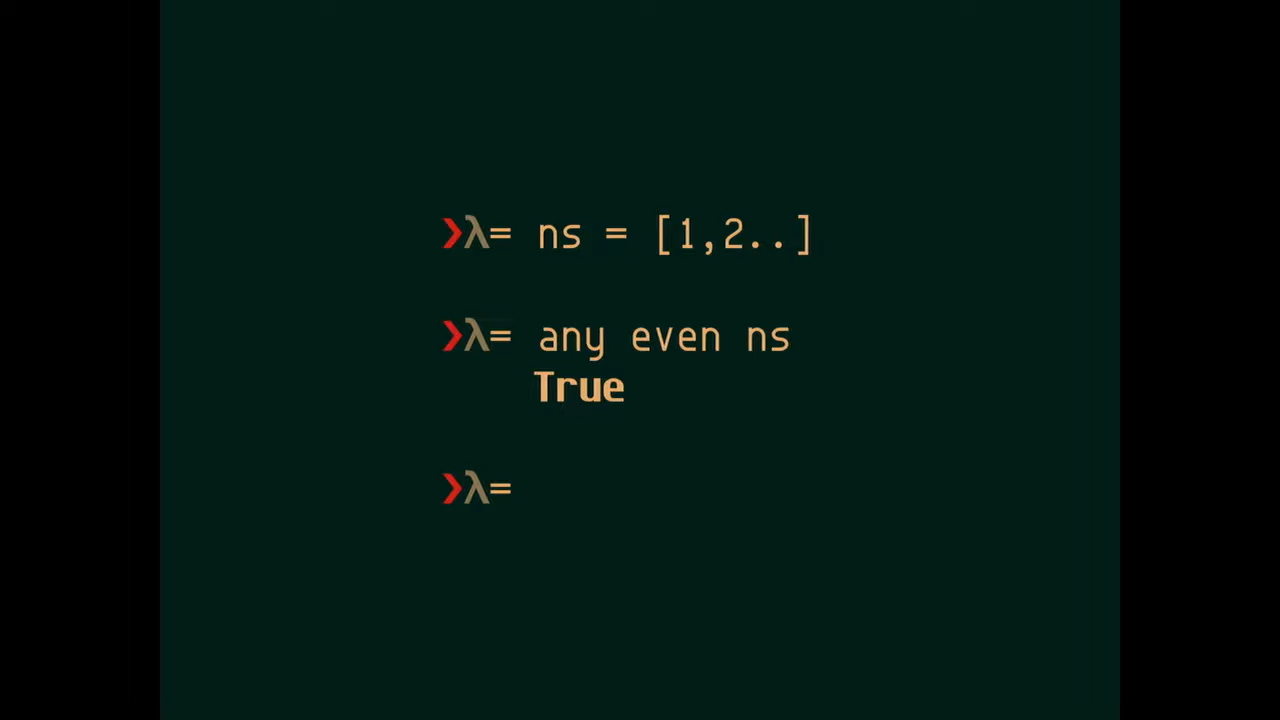 ❯λ= ns = [1,2..]
❯λ= any even ns
True
❯λ=